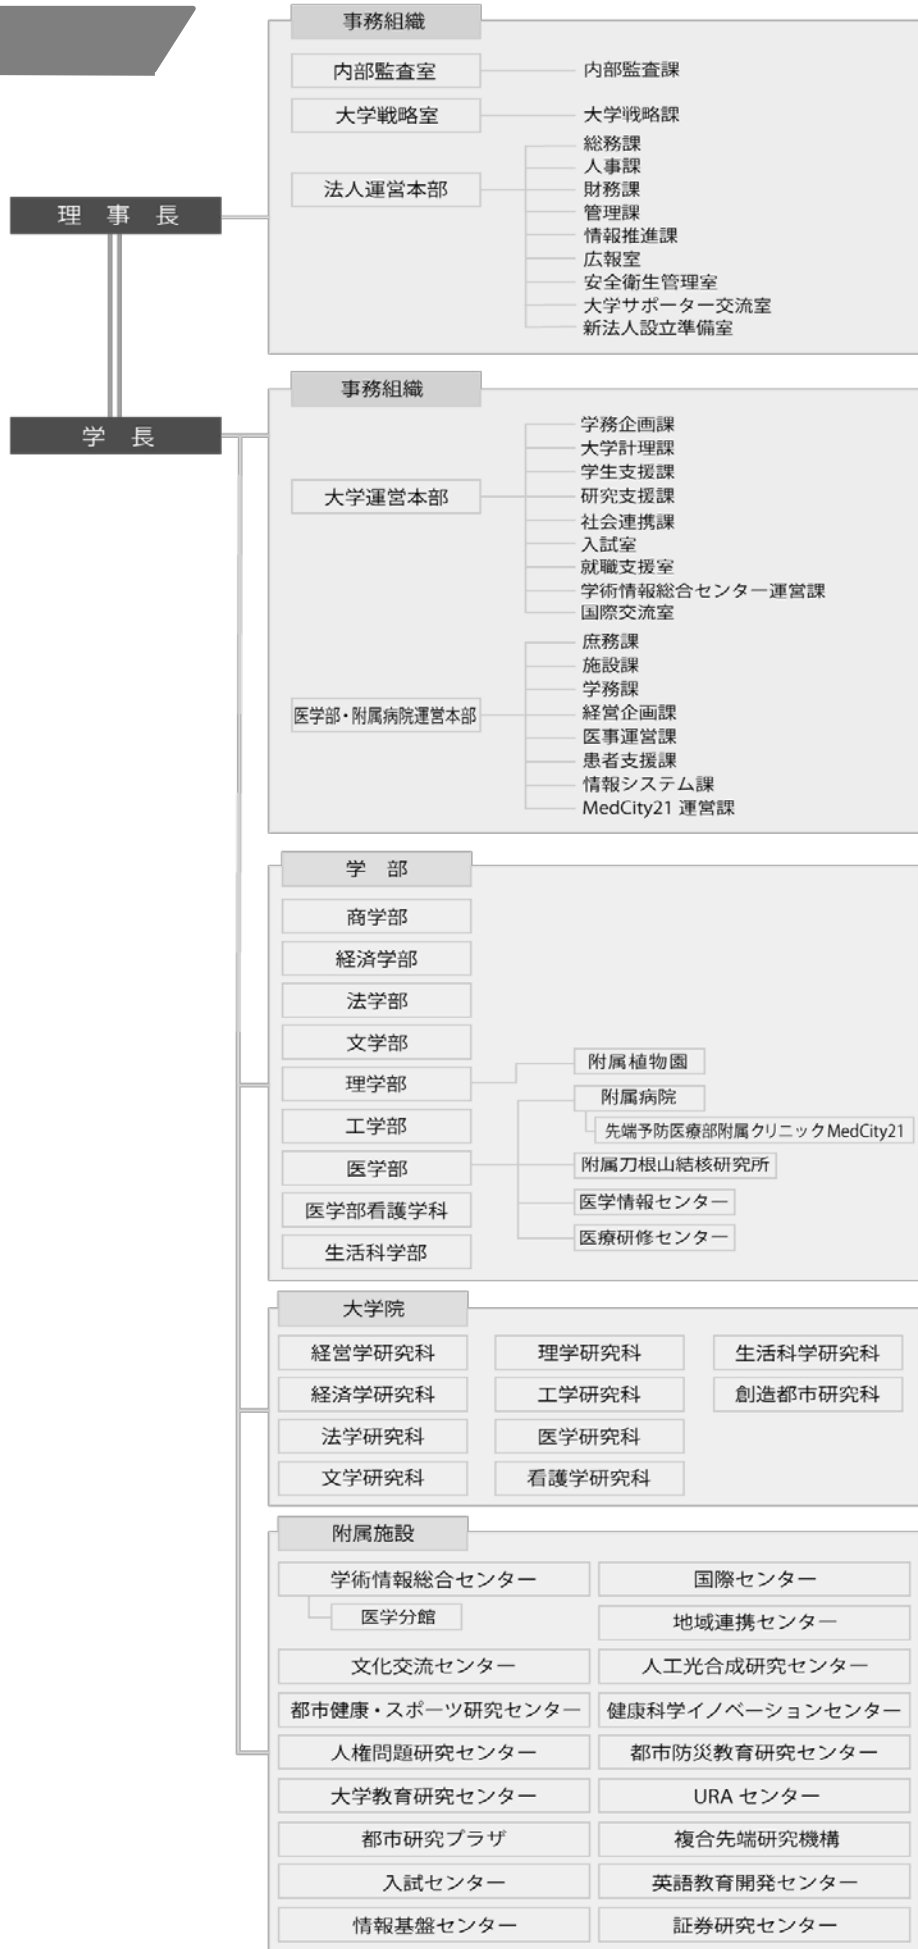 事務組織
内部監査室
内部監査課
大学戦略室
大学戦略課
法人運営本部
総務課
人事課
財務課
管理課
情報推進課
広報室
安全衛生管理室
大学サポーター交流室
新法人設立準備室
理事長
事務組織
学長
大学運営本部
学務企画課
大学計理課
学生支援課
研究支援課
社会連携課
入試室
就職支援室
学術情報総合センター運営課
国際交流室
医学部・附属病院運営本部
庶務課
施設課
学務課
経営企画課
医事運営課
患者支援課
情報システム課
MedCity21 運営課
学部
商学部
経済学部
法学部
文学部
理学部
附属植物園
工学部
医学部
附属病院
先端予防医療部附属クリニック MedCity21
附属刀根山結核研究所
医学情報センター
医療研修センター
医学部看護学科
生活科学部
大学院
経営学研究科 理学研究科 生活科学研究科
経済学研究科 工学研究科 創造都市研究科
法学研究科 医学研究科
文学研究科 看護学研究科
附属施設
学術情報総合センター 国際センター
医学分館 地域連携センター
文化交流センター 人工光合成研究センター
都市健康・スポーツ研究センター 健康科学イノベーションセンター
人権問題研究センター 都市防災教育研究センター
大学教育研究センター URA センター
都市研究プラザ 複合先端研究機構
入試センター 英語教育開発センター
情報基盤センター 証券研究センター